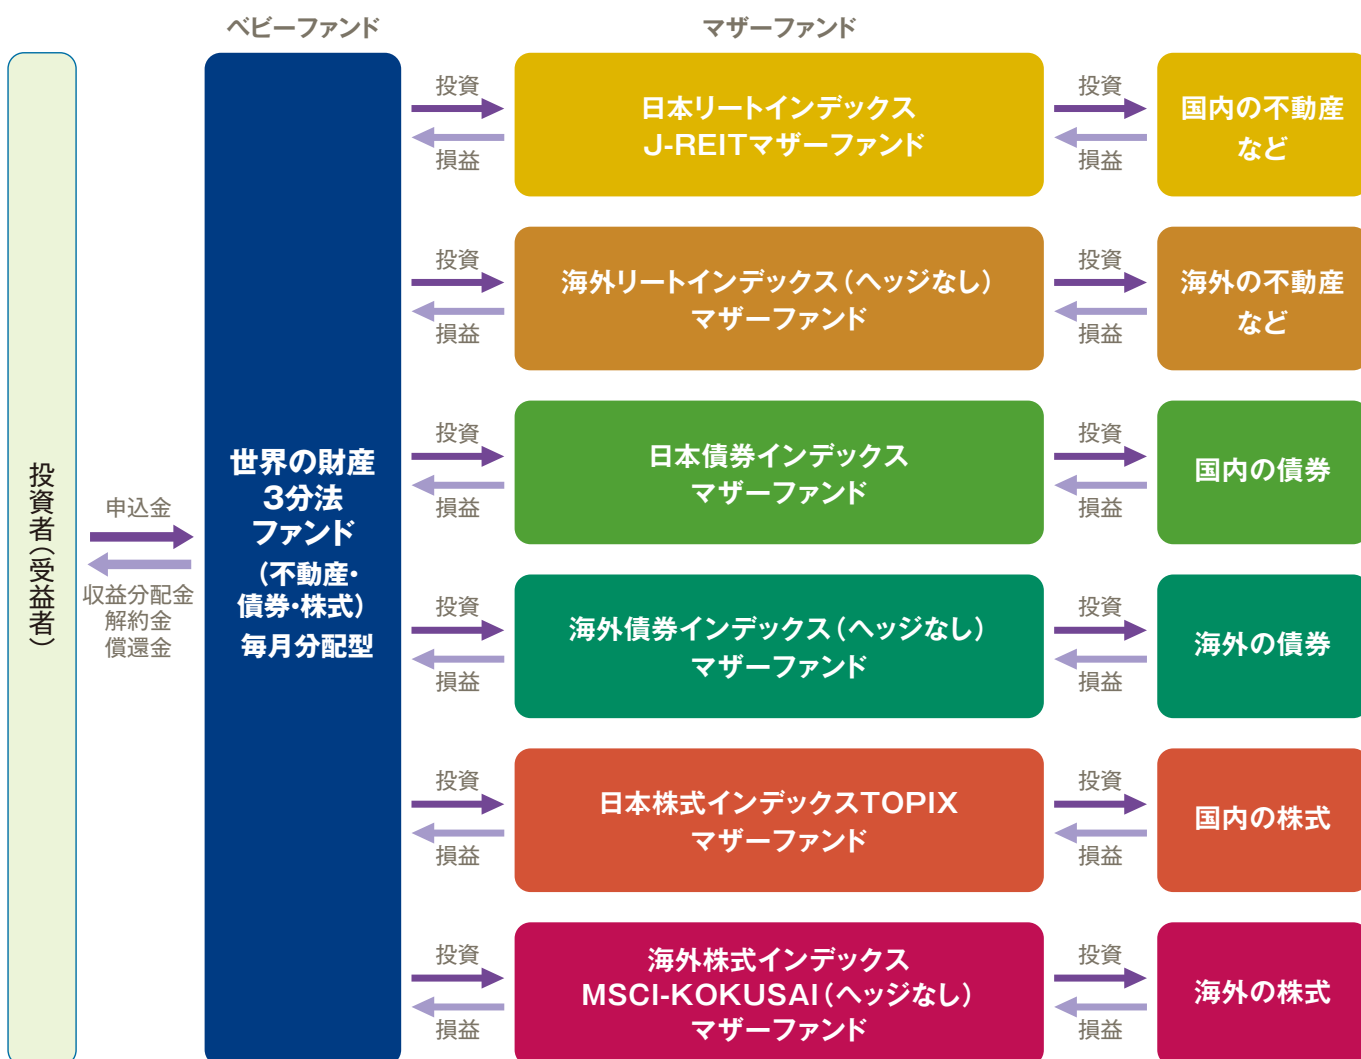 ベビーファンド
マザーファンド
投資者（受益者）
申込金
収益分配金
解約金
償還金
世界の財産
3分法
ファンド
（不動産・
債券・株式）
毎月分配型
投資
損益
日本リートインデックス
J-REITマザーファンド
投資
損益
国内の不動産
など
投資
損益
海外リートインデックス（ヘッジなし）
マザーファンド
投資
損益
海外の不動産
など
投資
損益
日本債券インデックス
マザーファンド
投資
損益
国内の債券
投資
損益
海外債券インデックス（ヘッジなし）
マザーファンド
投資
損益
海外の債券
投資
損益
日本株式インデックスTOPIX
マザーファンド
投資
損益
国内の株式
投資
損益
海外株式インデックス
MSCI-KOKUSAI（ヘッジなし）
マザーファンド
投資
損益
海外の株式